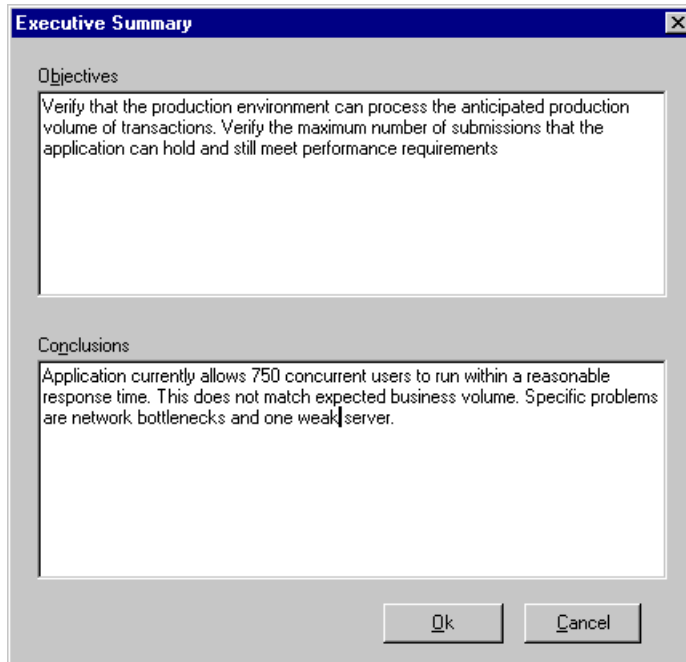 Executive Summary
Objectives
Verify that the production environment can process the anticipated production
volume of transactions. Verify the maximum number of submissions that the
application can hold and still meet performance requirements
Conclusions
Application currently allows 750 concurrent users to run within a reasonable
response time. This does not match expected business volume. Specific problems
are network bottlenecks and one weak server.
Ok
Cancel